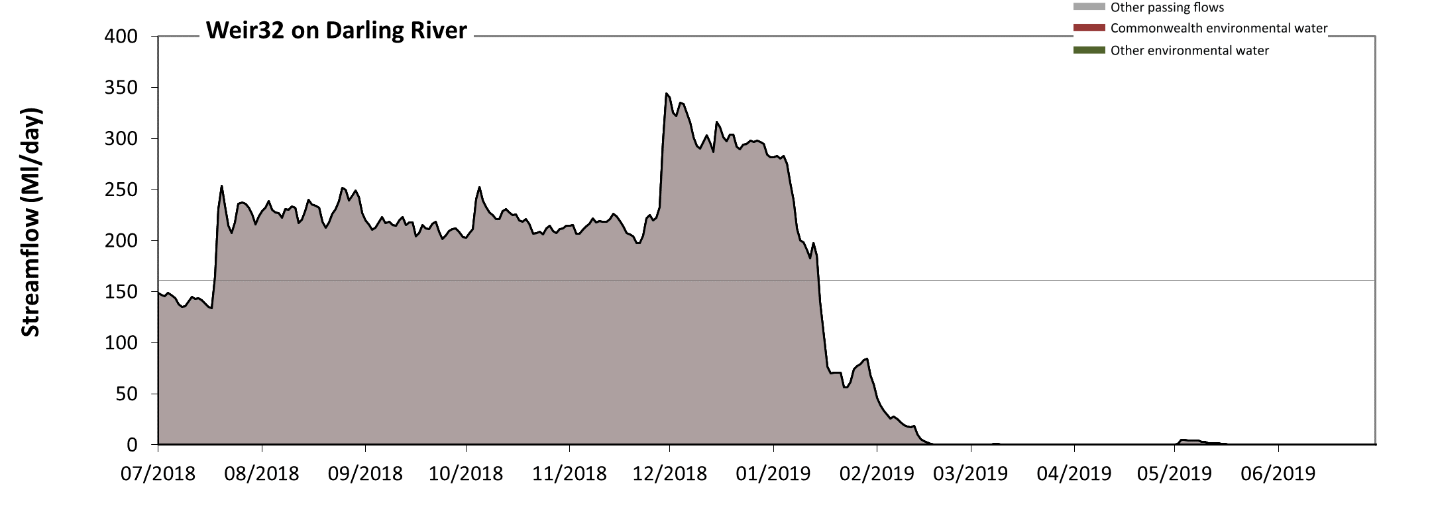 Other passing flows
Weir32 on Darling River
Commonwealth environmental water
Other environmental water
Streamflow (Ml/day)
400
350
300
250
200
150
100
50
0
07/2018 08/2018 09/2018 10/2018 11/2018 12/2018 01/2019 02/2019 03/2019 04/2019 05/2019 06/2019